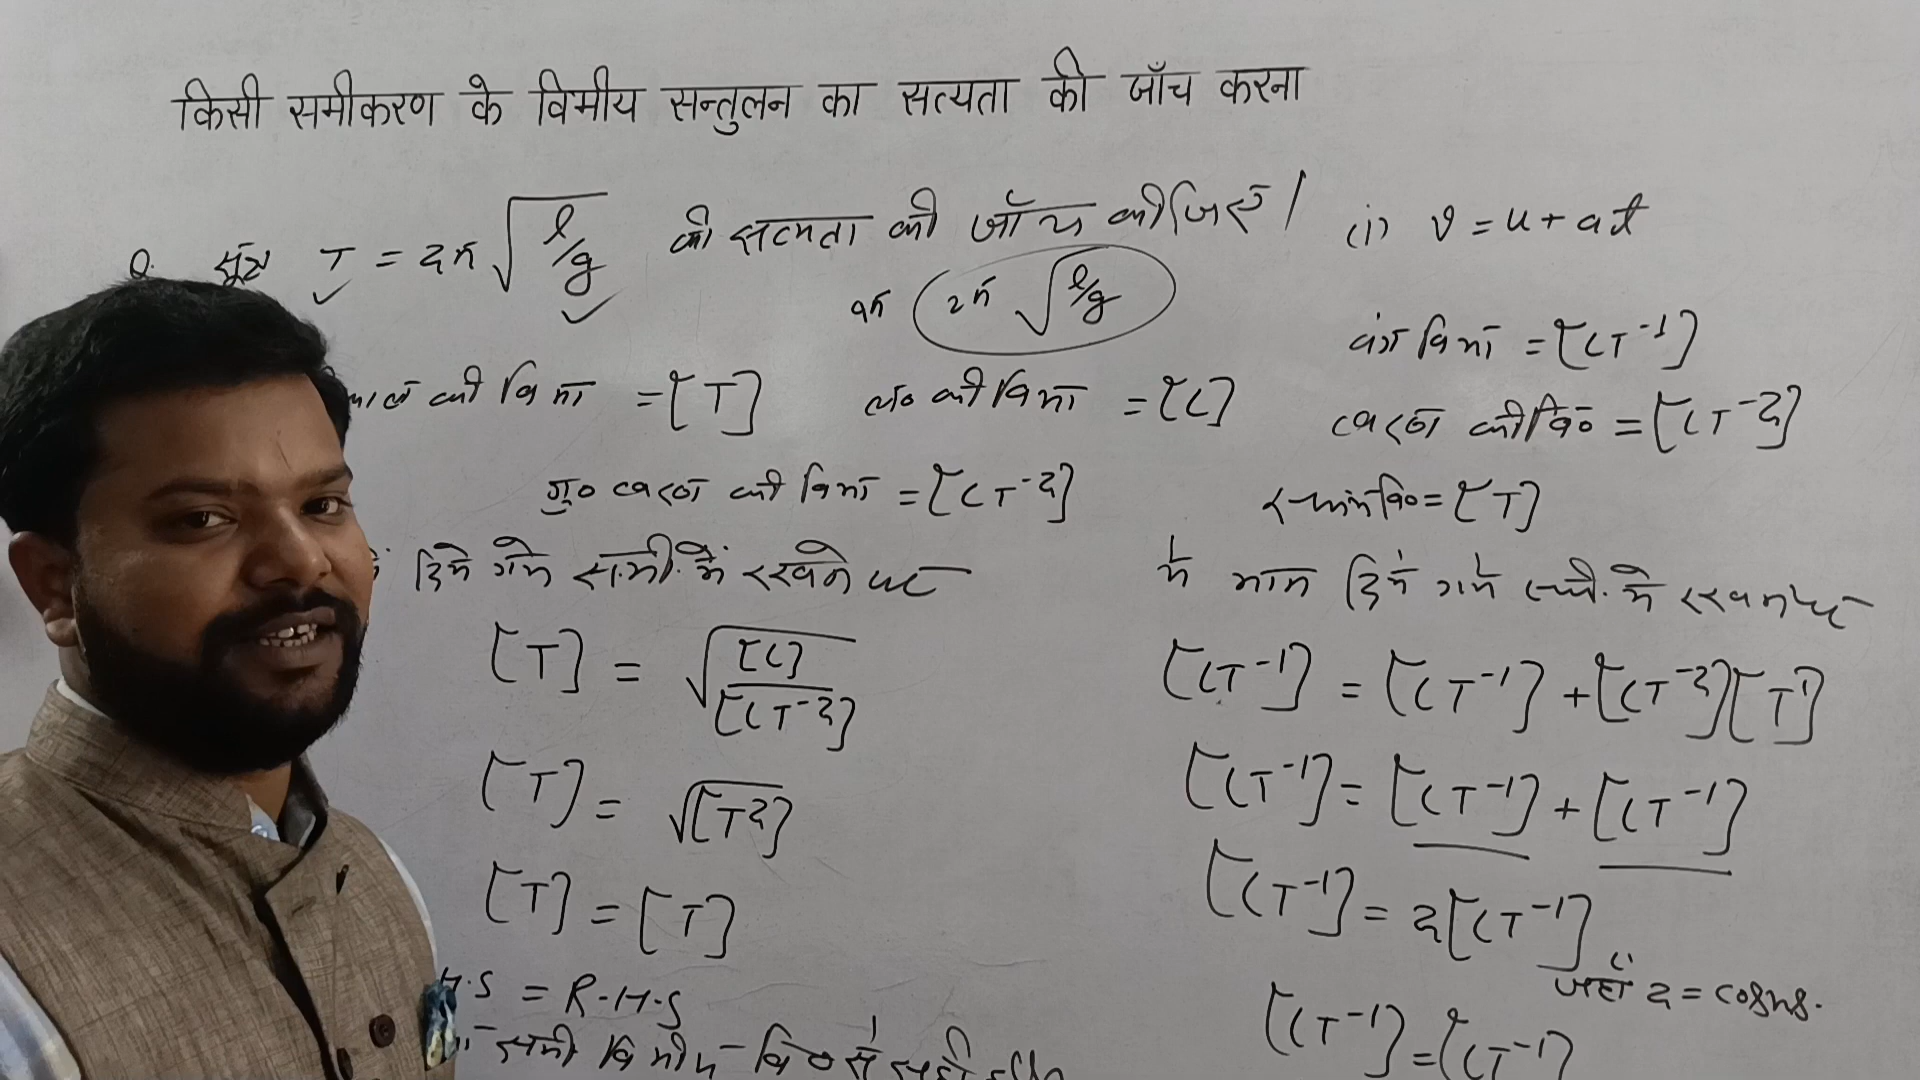 किसी समीकरण के विमीय सन्तुलन का सत्यता की जाँच करना
Q. सूत्र T = 2π √l/g की सत्यता की जाँच कीजिए।
2π √l/g
की विमा = [T]
ल० की विमा = [L]
गु० त्वरण की विमा = [LT⁻²]
दिये गये समी. में रखने पर
[T] = √[L]/[LT⁻²]
[T] = √[T²]
[T] = [T]
H.S = R.H.S
(i) v = u + at
वेग विमा = [LT⁻¹]
त्वरण की वि० = [LT⁻²]
समय वि० = [T]
ये मान दिये गये समी. में रखने पर
[LT⁻¹] = [LT⁻¹] + [LT⁻²][T¹]
[LT⁻¹] = [LT⁻¹] + [LT⁻¹]
[LT⁻¹] = 2[LT⁻¹]
जहाँ 2 = const.
[LT⁻¹] = [LT⁻¹]